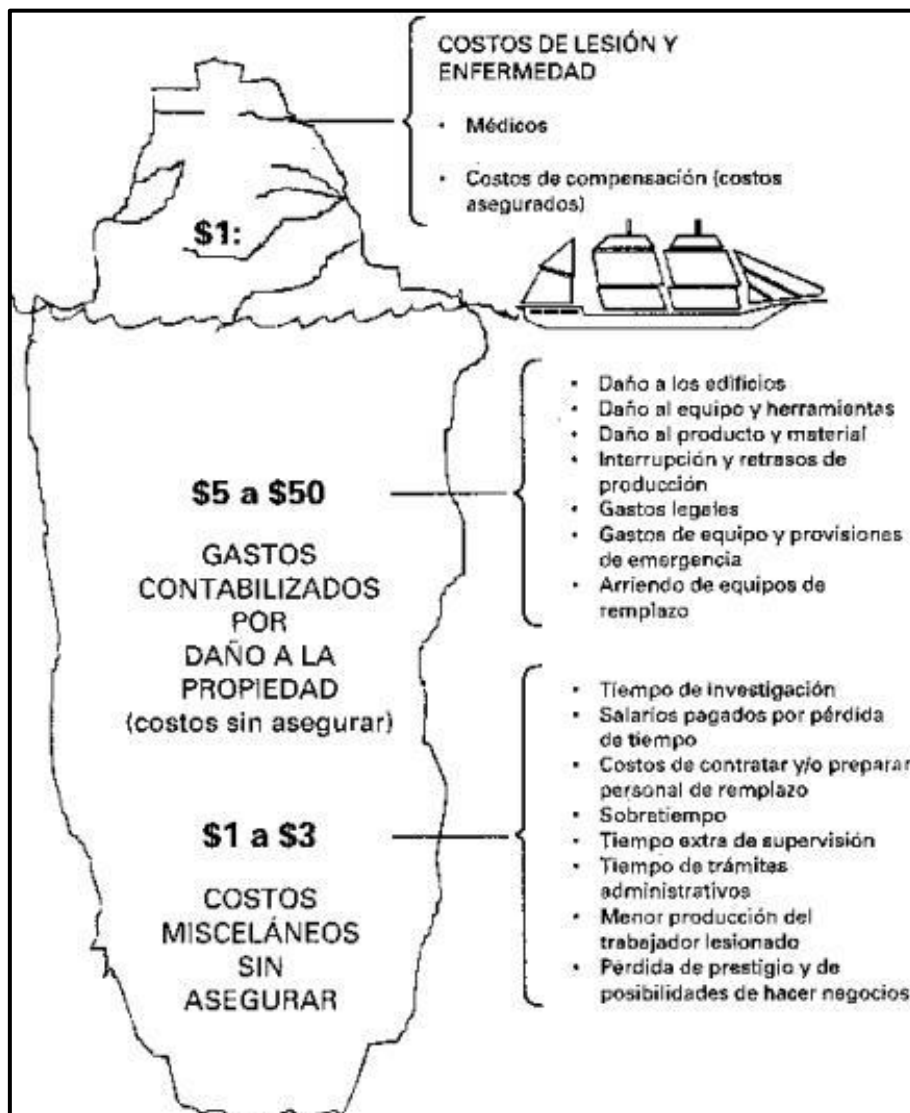 COSTOS DE LESIÓN Y
ENFERMEDAD
• Médicos
• Costos de compensación (costos
asegurados)
$1:
• Daño a los edificios
• Daño al equipo y herramientas
• Daño al producto y material
• Interrupción y retrasos de
producción
• Gastos legales
• Gastos de equipo y provisiones
de emergencia
• Arriendo de equipos de
remplazo
$5 a $50
GASTOS
CONTABILIZADOS
POR
DAÑO A LA
PROPIEDAD
(costos sin asegurar)
• Tiempo de investigación
• Salarios pagados por pérdida
de tiempo
• Costos de contratar y/o preparar
personal de remplazo
• Sobretiempo
• Tiempo extra de supervisión
• Tiempo de trámites
administrativos
• Menor producción del
trabajador lesionado
• Pérdida de prestigio y de
posibilidades de hacer negocios
$1 a $3
COSTOS
MISCELÁNEOS
SIN
ASEGURAR